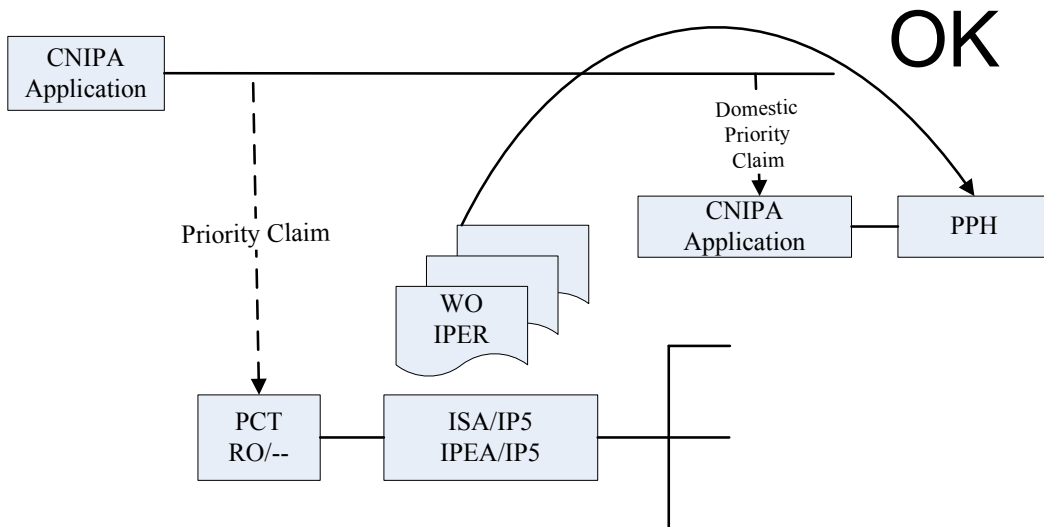 OK
CNIPA
Application
Domestic
Priority
Claim
CNIPA
Application
PPH
Priority Claim
WO
IPER
PCT
RO/--
ISA/IP5
IPEA/IP5